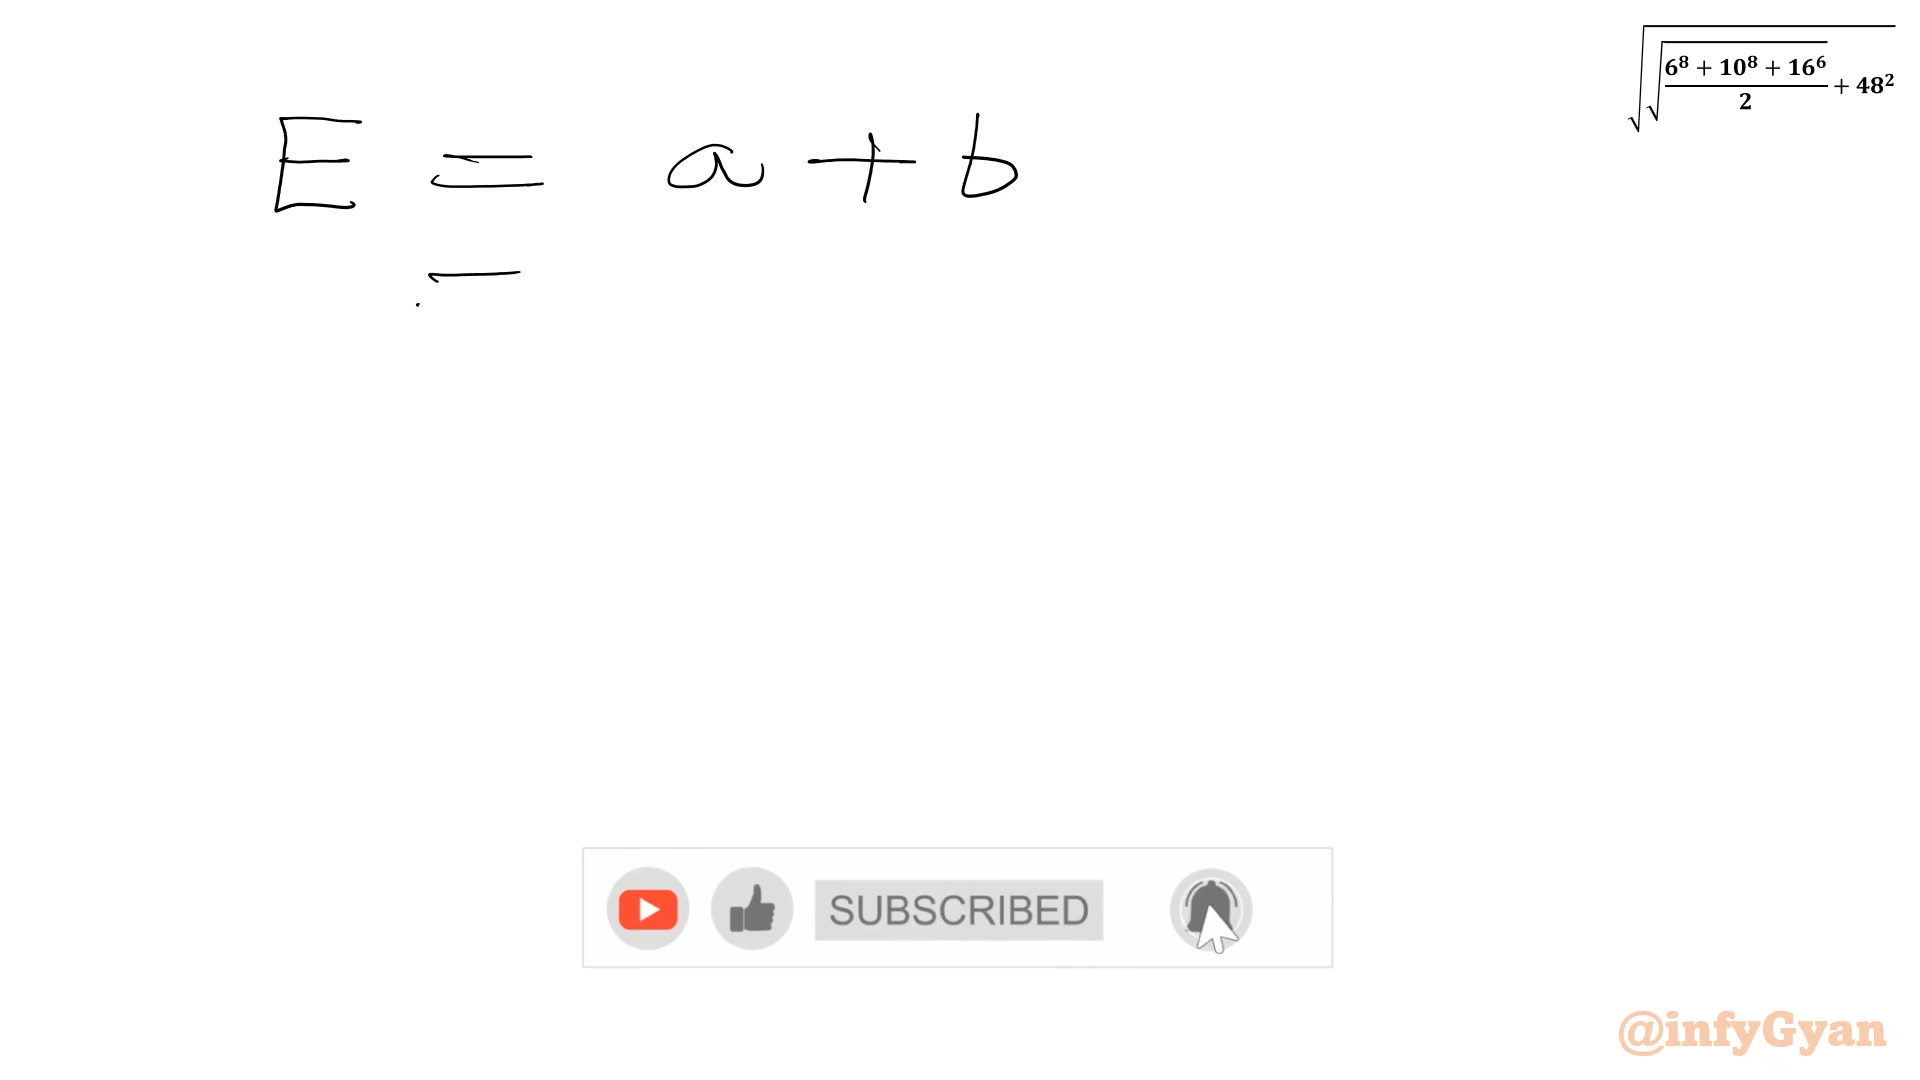 √(√((6⁸ + 10⁸ + 16⁶)/2) + 48²)
E = a + b
=
SUBSCRIBED
@infyGyan